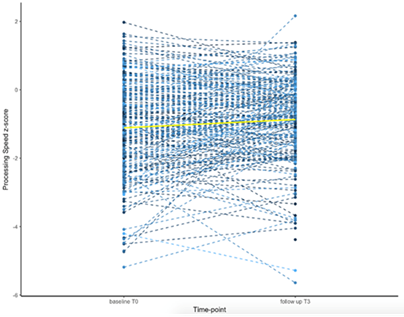 2
0
-2
-4
-6
Processing Speed z-score
baseline T0
follow-up T3
Time-point